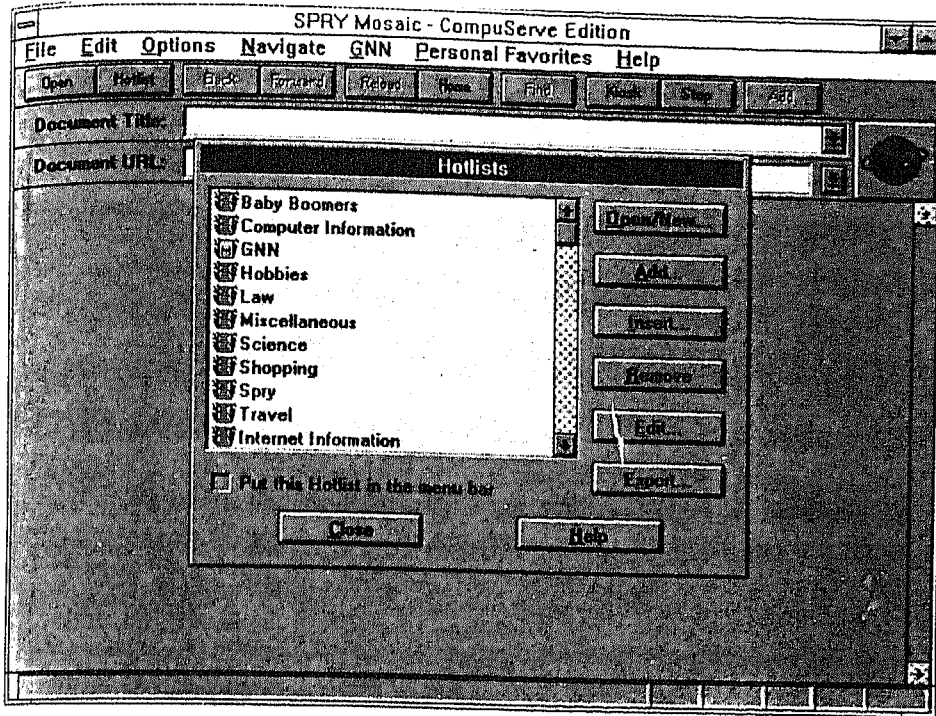 SPRY Mosaic - CompuServe Edition
File Edit Options Navigate GNN Personal Favorites Help
Open Hotlist Back Forward Reload Home Find Kiosk Stop Add
Document Title:
Document URL:
Hotlists
Baby Boomers
Computer Information
GNN
Hobbies
Law
Miscellaneous
Science
Shopping
Spry
Travel
Internet Information
Open/New...
Add...
Insert...
Remove
Edit...
Export...
Put this Hotlist in the menu bar
Close Help